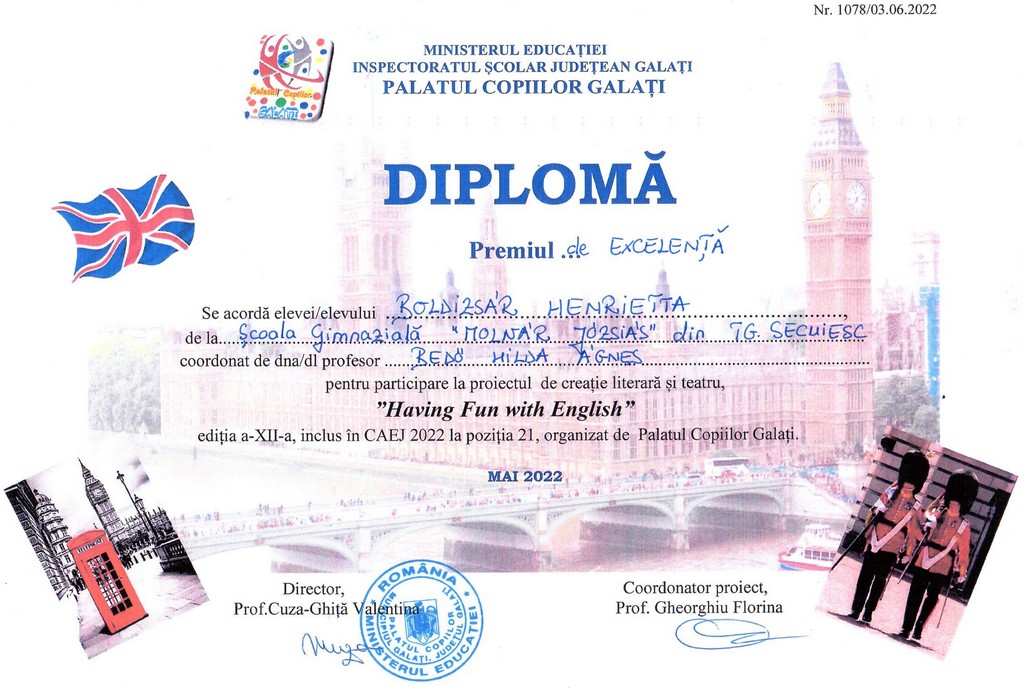 Nr. 1078/03.06.2022
MINISTERUL EDUCAȚIEI
INSPECTORATUL ȘCOLAR JUDEȚEAN GALAȚI
PALATUL COPIILOR GALAȚI
Palatul Copiilor
GALAȚI
DIPLOMĂ
Premiul ...de EXCELENȚĂ
Se acordă elevei/elevului ..BOLDIZSÁR HENRIETTA..........,
de la....Școala Gimnazială "MOLNÁR JÓZSIÁS" din TG. SECUIESC
coordonat de dna/dl profesor ......BEDŐ HILDA ÁGNES..........
pentru participare la proiectul de creație literară și teatru,
”Having Fun with English”
ediția a-XII-a, inclus în CAEJ 2022 la poziția 21, organizat de Palatul Copiilor Galați.
MAI 2022
Director,
Prof.Cuza-Ghiță Valentina
Coordonator proiect,
Prof. Gheorghiu Florina
ROMÂNIA
MINISTERUL EDUCAȚIEI
PALATUL COPIILOR
MUNICIPIUL GALAȚI, JUDEȚUL GALAȚI